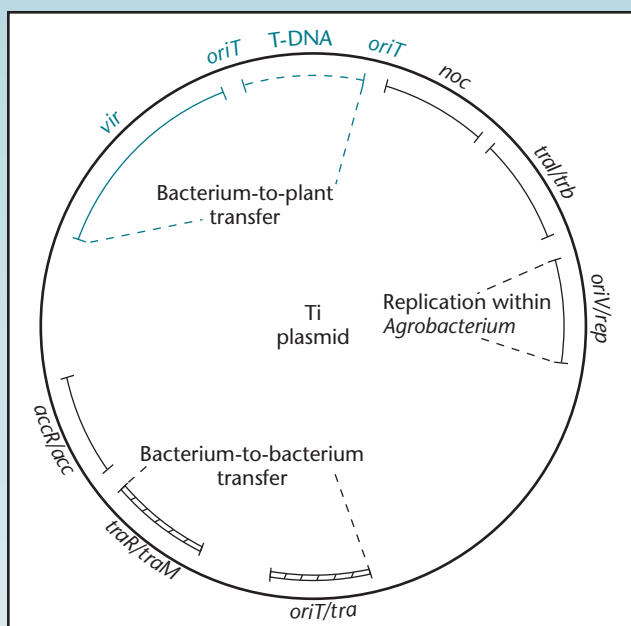 oriT
T-DNA
oriT
noc
vir
traI/trb
Bacterium-to-plant
transfer
oriV/rep
Replication within
Agrobacterium
Ti
plasmid
accR/acc
Bacterium-to-bacterium
transfer
traR/traM
oriT/tra